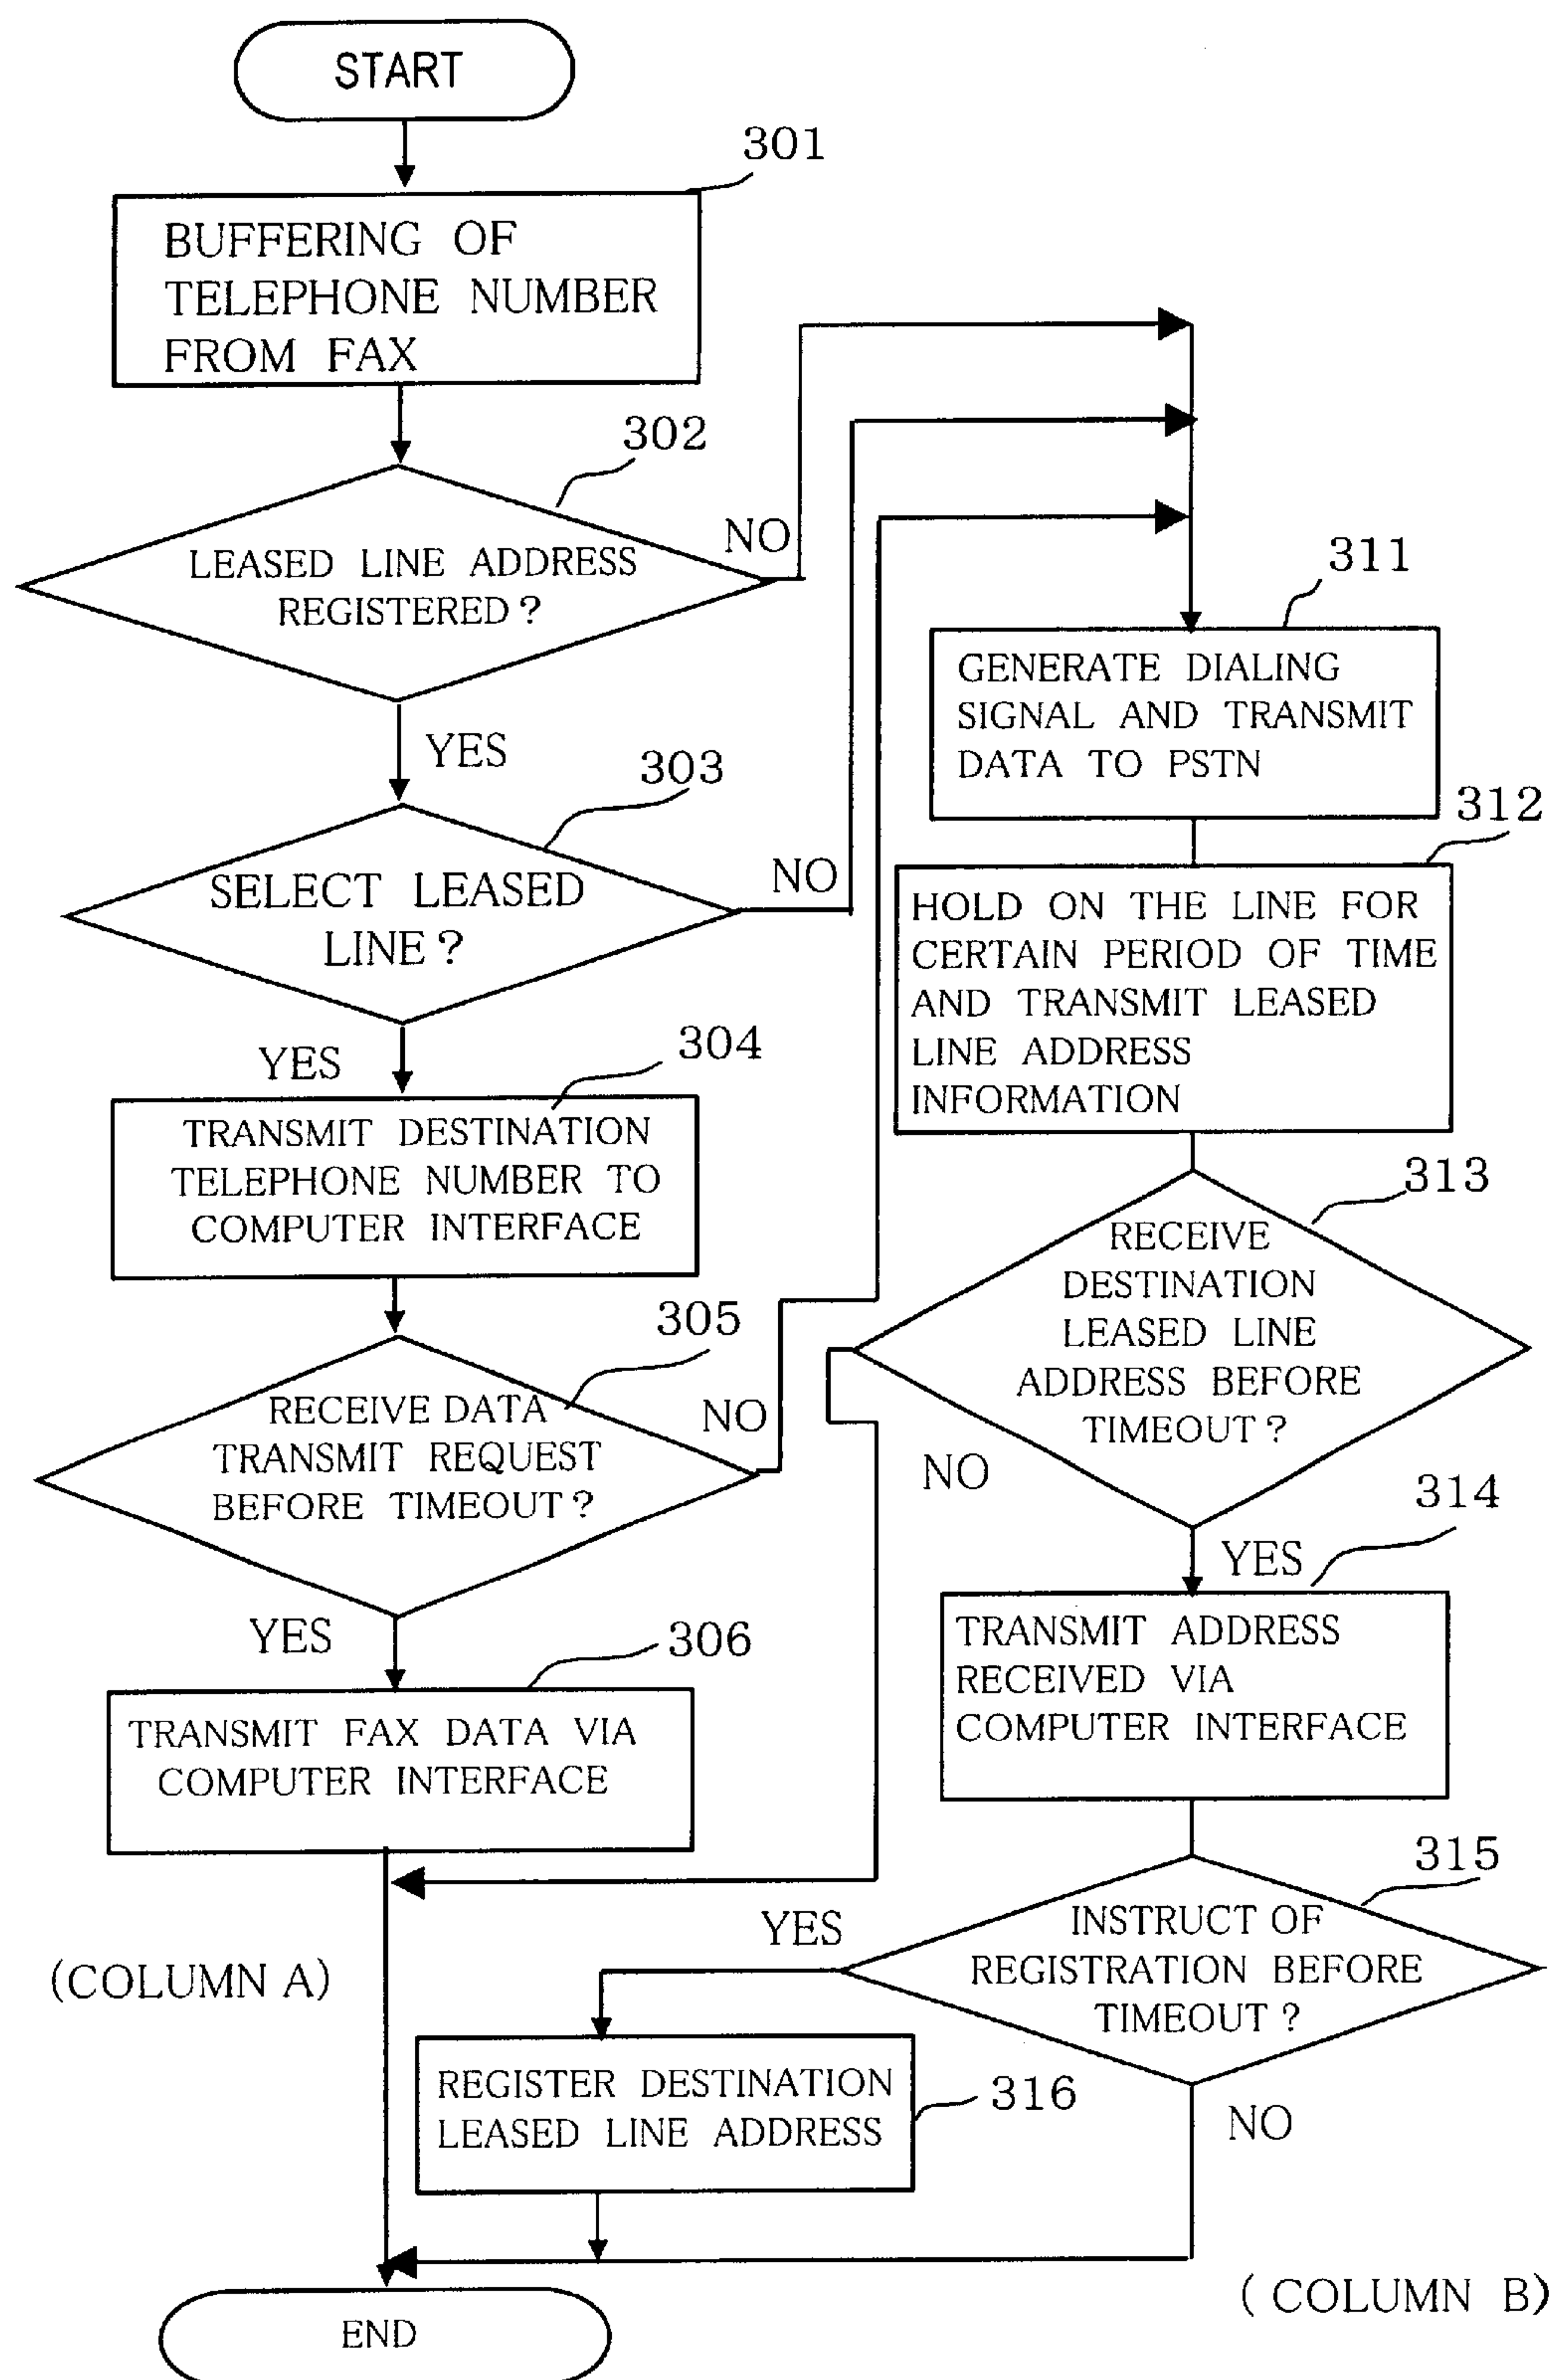 START
301
BUFFERING OF
TELEPHONE NUMBER
FROM FAX
302
LEASED LINE ADDRESS
REGISTERED?
NO
YES
303
SELECT LEASED
LINE?
NO
YES
304
TRANSMIT DESTINATION
TELEPHONE NUMBER TO
COMPUTER INTERFACE
305
RECEIVE DATA
TRANSMIT REQUEST
BEFORE TIMEOUT?
NO
YES
306
TRANSMIT FAX DATA VIA
COMPUTER INTERFACE
(COLUMN A)
311
GENERATE DIALING
SIGNAL AND TRANSMIT
DATA TO PSTN
312
HOLD ON THE LINE FOR
CERTAIN PERIOD OF TIME
AND TRANSMIT LEASED
LINE ADDRESS
INFORMATION
313
RECEIVE
DESTINATION
LEASED LINE
ADDRESS BEFORE
TIMEOUT?
NO
YES
314
TRANSMIT ADDRESS
RECEIVED VIA
COMPUTER INTERFACE
315
INSTRUCT OF
REGISTRATION BEFORE
TIMEOUT?
YES
NO
316
REGISTER DESTINATION
LEASED LINE ADDRESS
(COLUMN B)
END